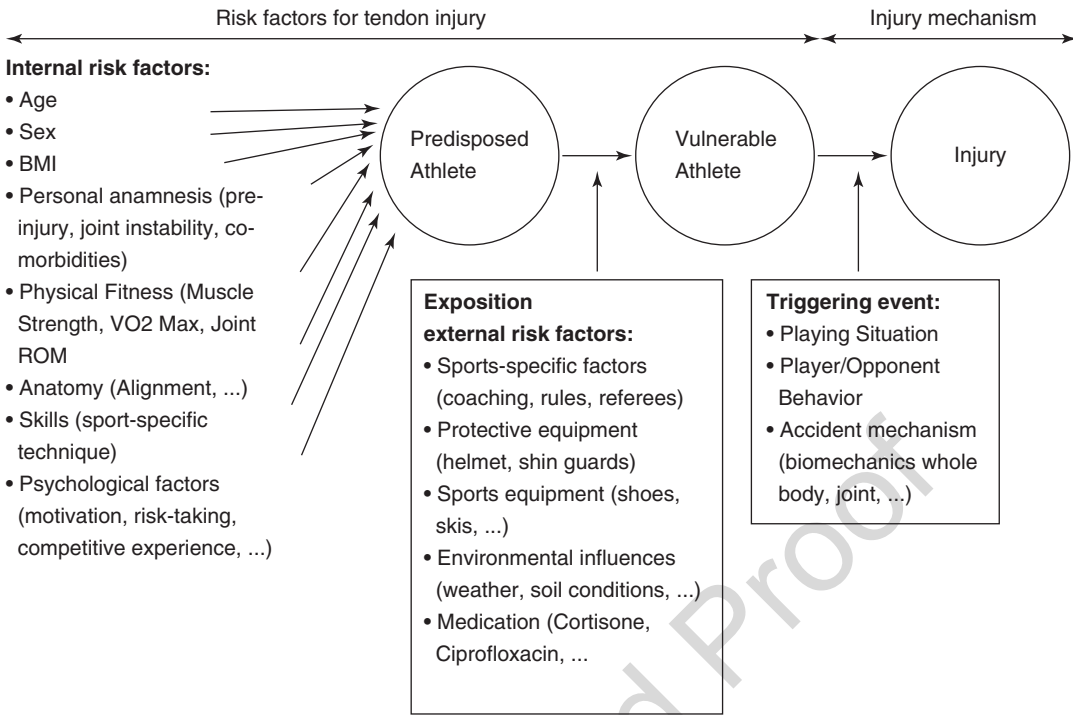 Risk factors for tendon injury
Injury mechanism
Internal risk factors:
• Age
• Sex
• BMI
• Personal anamnesis (pre-
injury, joint instability, co-
morbidities)
• Physical Fitness (Muscle
Strength, VO2 Max, Joint
ROM
• Anatomy (Alignment, ...)
• Skills (sport-specific
technique)
• Psychological factors
(motivation, risk-taking,
competitive experience, ...)
Predisposed
Athlete
Vulnerable
Athlete
Injury
Exposition
external risk factors:
• Sports-specific factors
(coaching, rules, referees)
• Protective equipment
(helmet, shin guards)
• Sports equipment (shoes,
skis, ...)
• Environmental influences
(weather, soil conditions, ...)
• Medication (Cortisone,
Ciprofloxacin, ...
Triggering event:
• Playing Situation
• Player/Opponent
Behavior
• Accident mechanism
(biomechanics whole
body, joint, ...)
d Proof